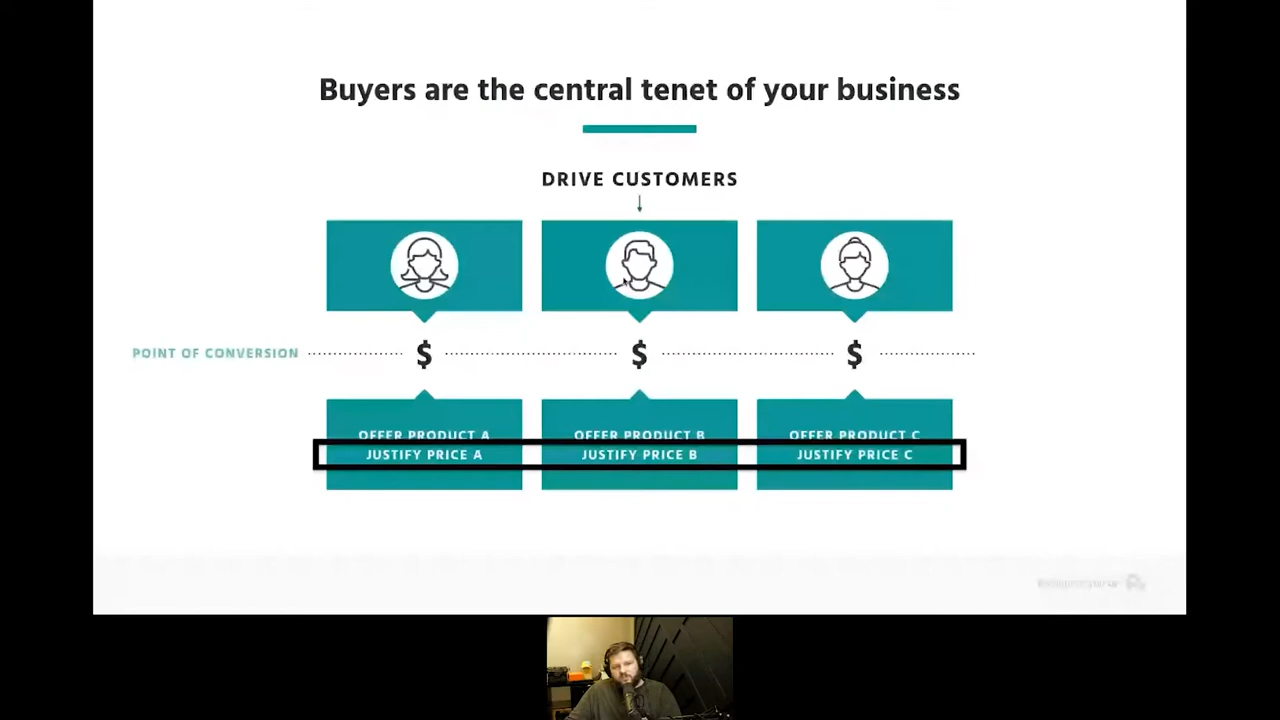 Buyers are the central tenet of your business
DRIVE CUSTOMERS
POINT OF CONVERSION $ $ $
OFFER PRODUCT A OFFER PRODUCT B OFFER PRODUCT C
JUSTIFY PRICE A JUSTIFY PRICE B JUSTIFY PRICE C